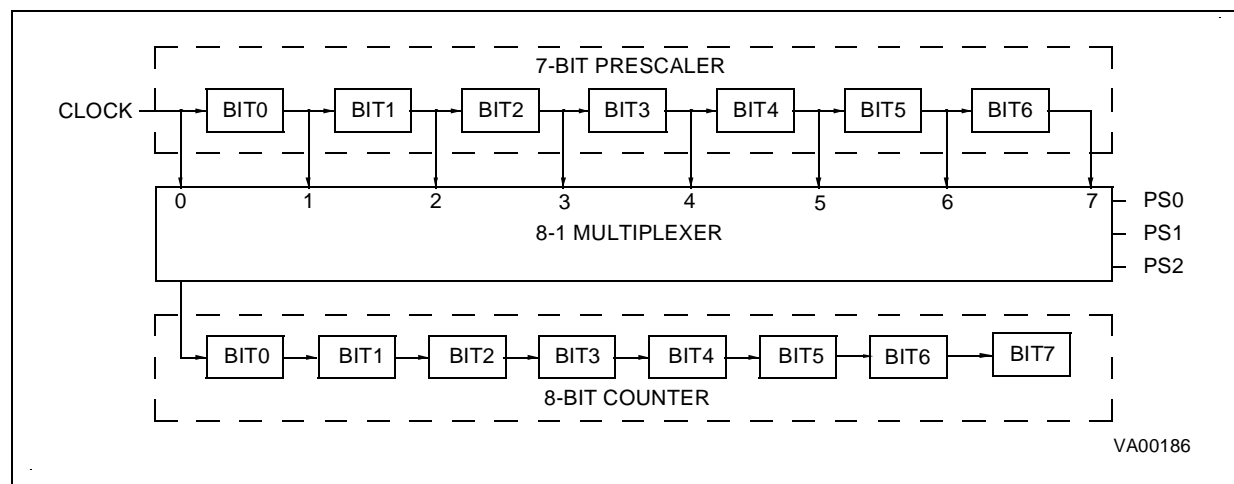 7-BIT PRESCALER
CLOCK BIT0 BIT1 BIT2 BIT3 BIT4 BIT5 BIT6
0 1 2 3 4 5 6 7 PS0
8-1 MULTIPLEXER PS1
PS2
BIT0 BIT1 BIT2 BIT3 BIT4 BIT5 BIT6 BIT7
8-BIT COUNTER
VA00186